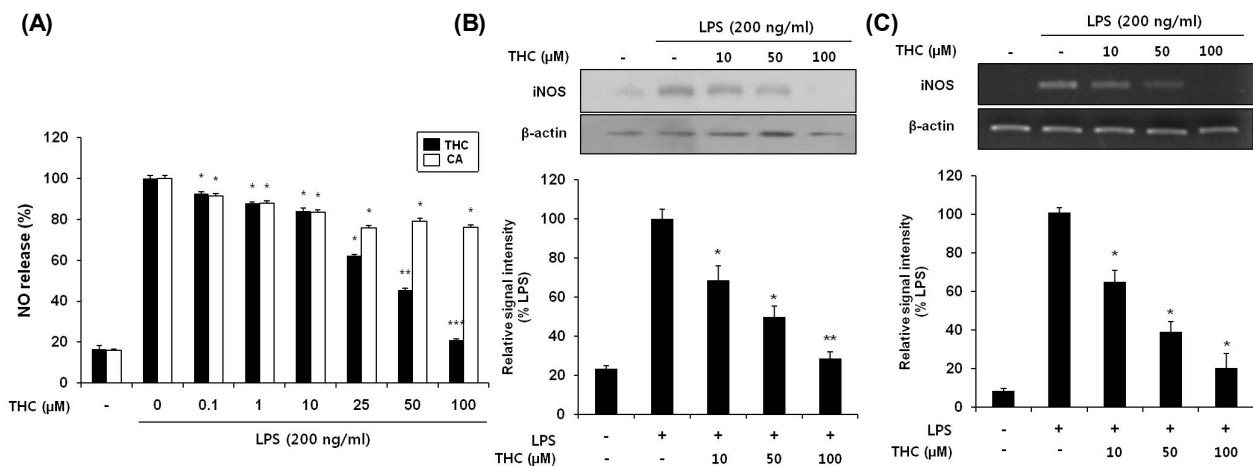 (A)
NO release (%)
120
100
80
60
40
20
0
THC
CA
* *
* *
* *
* *
** *
*** *
THC (μM) - 0 0.1 1 10 25 50 100
LPS (200 ng/ml)
(B)
LPS (200 ng/ml)
THC (μM) - - 10 50 100
iNOS
β-actin
Relative signal intensity
(% LPS)
120
100
80
60
40
20
0
*
*
**
LPS - + + + +
THC (μM) - - 10 50 100
(C)
LPS (200 ng/ml)
THC (μM) - - 10 50 100
iNOS
β-actin
Relative signal intensity
(% LPS)
120
100
80
60
40
20
0
*
*
*
LPS - + + + +
THC (μM) - - 10 50 100